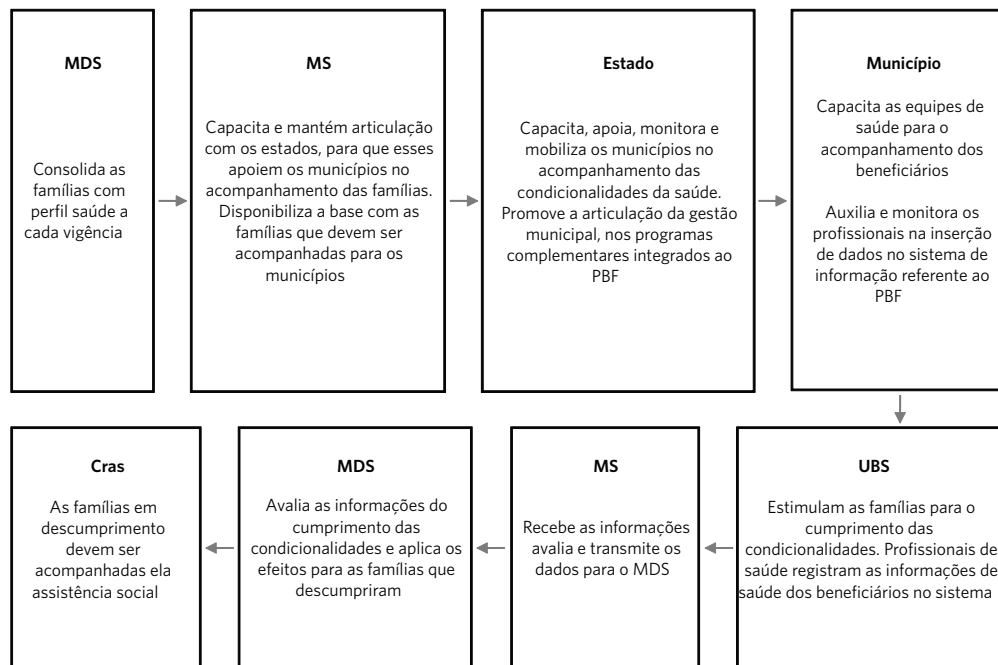 MDS
Consolida as
famílias com
perfil saúde a
cada vigência
MS
Capacita e mantém articulação
com os estados, para que esses
apoiem os municípios no
acompanhamento das famílias.
Disponibiliza a base com as
famílias que devem ser
acompanhadas para os
municípios
Estado
Capacita, apoia, monitora e
mobiliza os municípios no
acompanhamento das
condicionalidades da saúde.
Promove a articulação da gestão
municipal, nos programas
complementares integrados ao
PBF
Município
Capacita as equipes de
saúde para o
acompanhamento dos
beneficiários
Auxilia e monitora os
profissionais na inserção
de dados no sistema de
informação referente ao
PBF
UBS
Estimulam as famílias para o
cumprimento das
condicionalidades. Profissionais de
saúde registram as informações de
saúde dos beneficiários no sistema
MS
Recebe as informações
avalia e transmite os
dados para o MDS
MDS
Avalia as informações do
cumprimento das
condicionalidades e aplica os
efeitos para as famílias que
descumpriram
Cras
As famílias em
descumprimento
devem ser
acompanhadas ela
assistência social